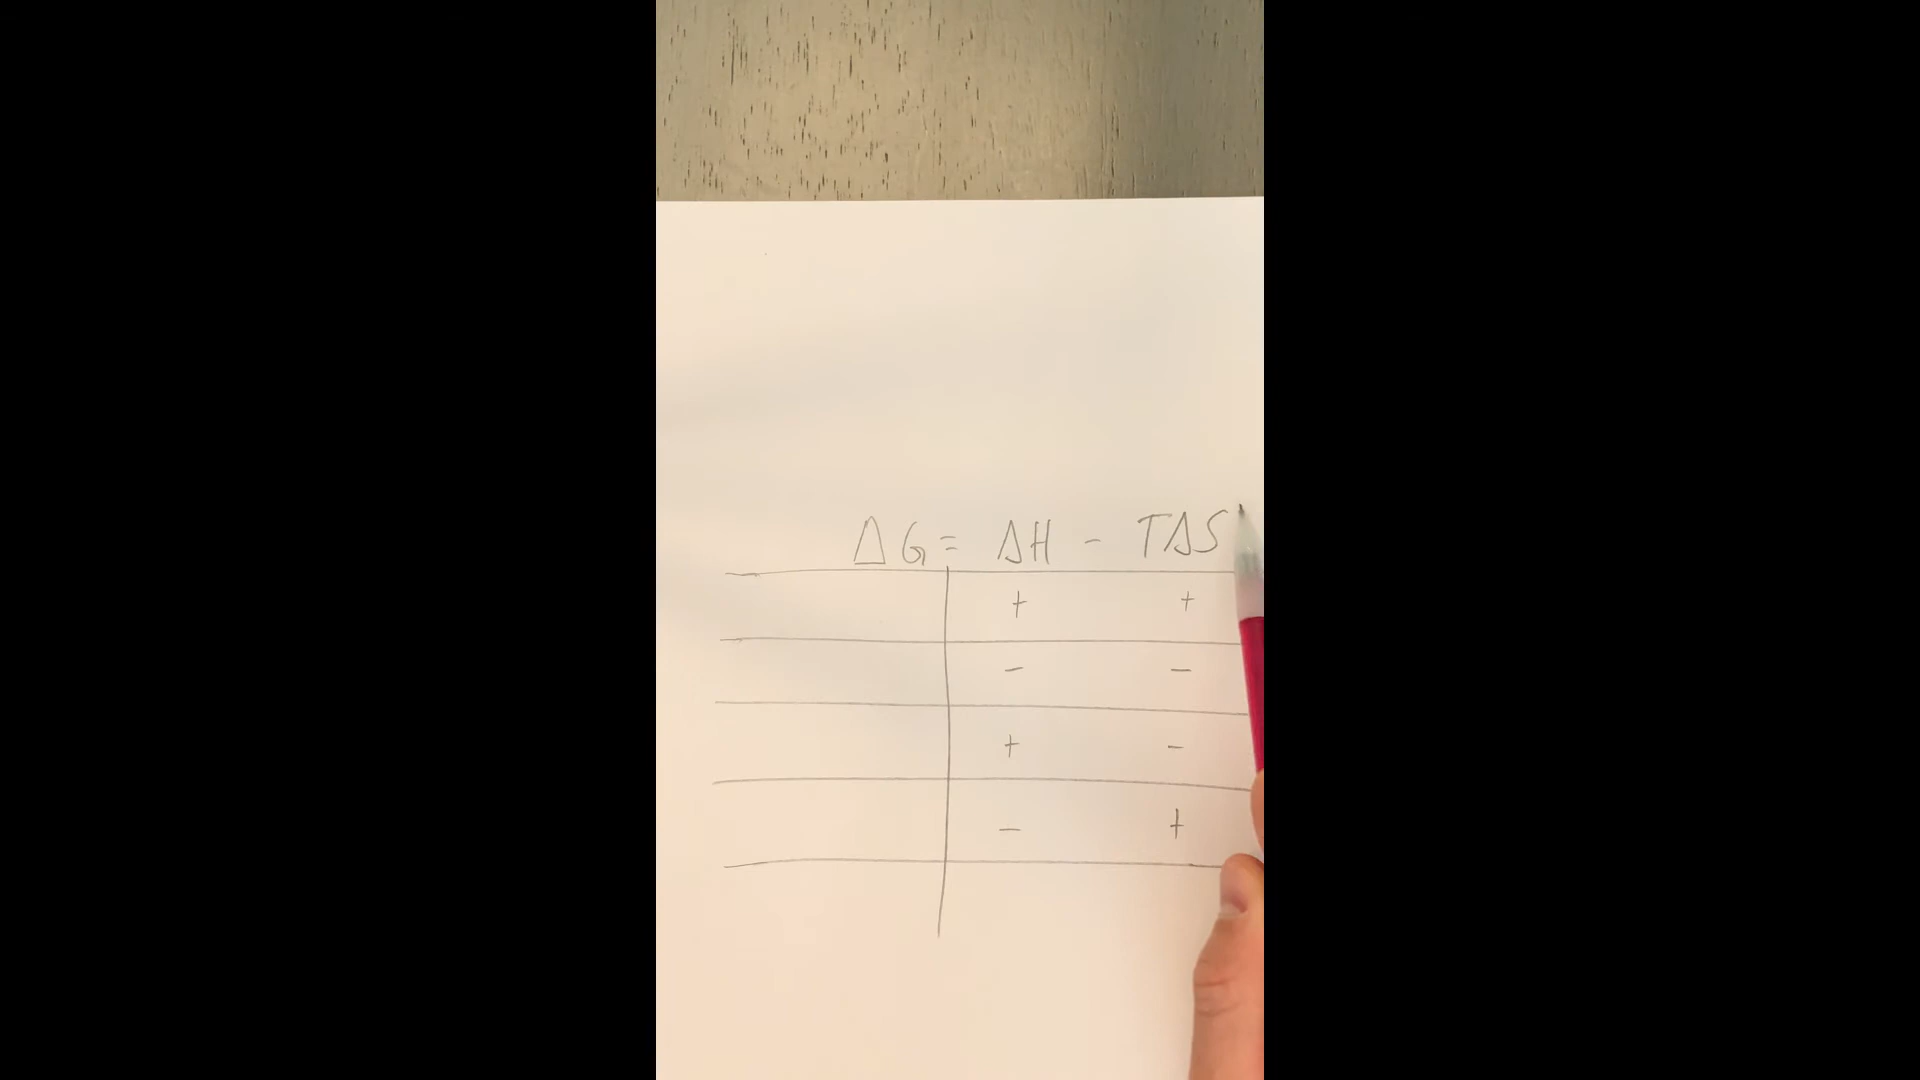 ΔG = ΔH - TΔS
+ +
- -
+ -
- +